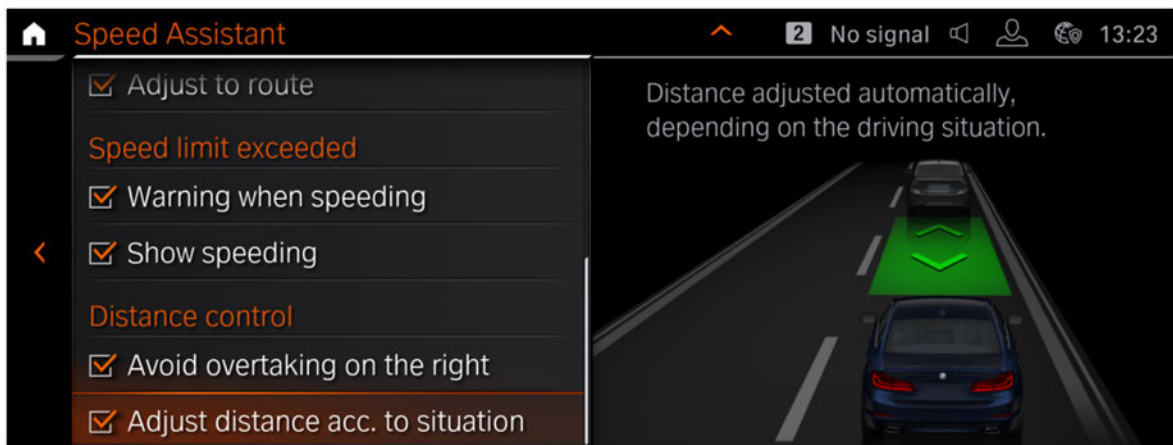 Speed Assistant
2 No signal 13:23
Adjust to route
Speed limit exceeded
Warning when speeding
Show speeding
Distance control
Avoid overtaking on the right
Adjust distance acc. to situation
Distance adjusted automatically,
depending on the driving situation.